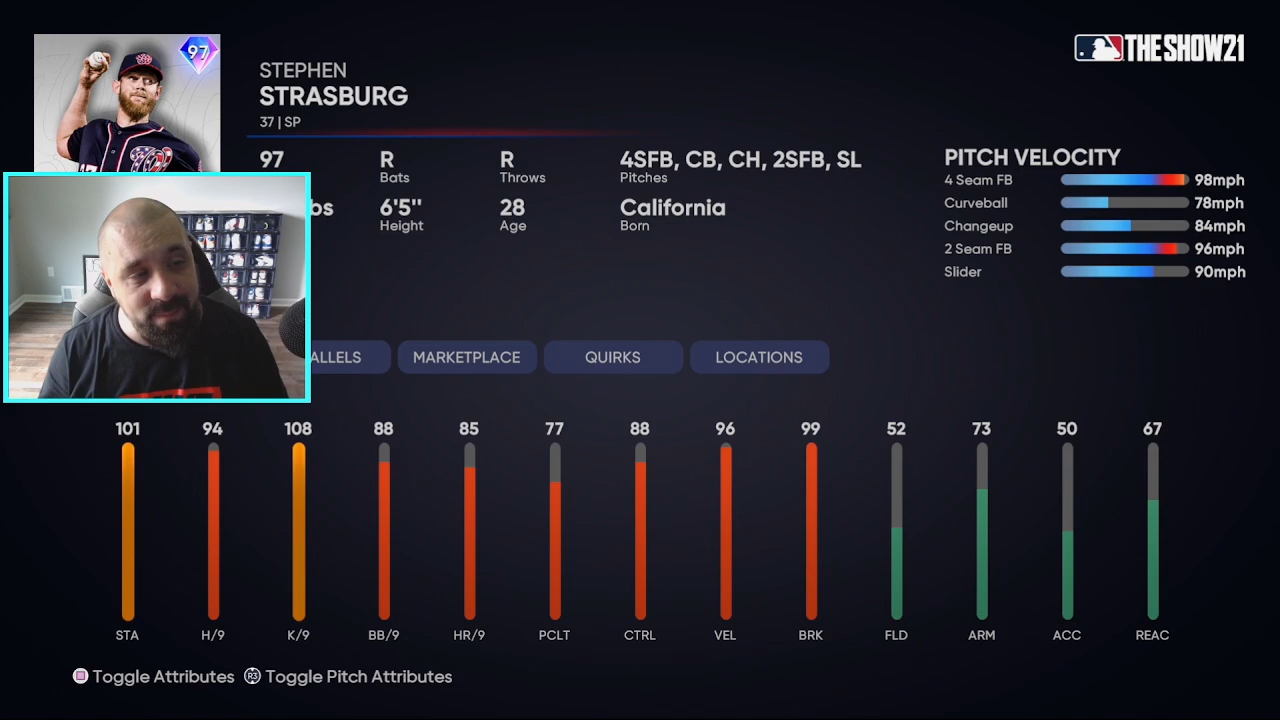 97
THE SHOW 21
STEPHEN
STRASBURG
37 | SP
97
R
Bats
R
Throws
4SFB, CB, CH, 2SFB, SL
Pitches
bs
6'5''
Height
28
Age
California
Born
PITCH VELOCITY
4 Seam FB 98mph
Curveball 78mph
Changeup 84mph
2 Seam FB 96mph
Slider 90mph
ALLELS MARKETPLACE QUIRKS LOCATIONS
101 94 108 88 85 77 88 96 99 52 73 50 67
STA H/9 K/9 BB/9 HR/9 PCLT CTRL VEL BRK FLD ARM ACC REAC
Toggle Attributes R3 Toggle Pitch Attributes